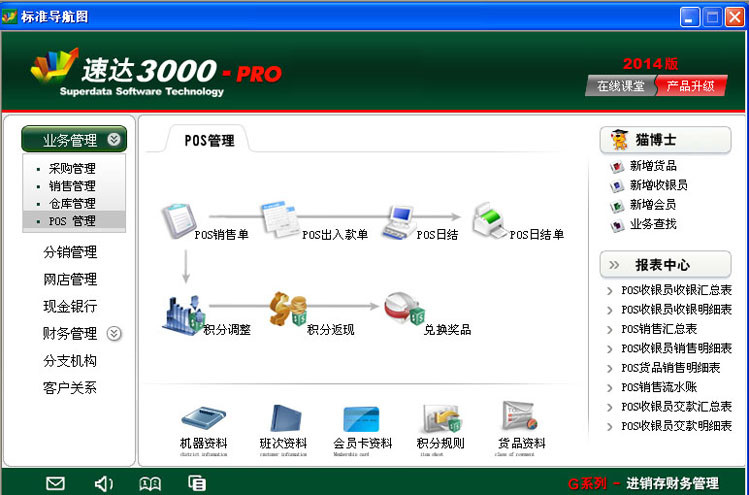 标准导航图
速达3000-PRO
Superdata Software Technology
2014版
在线课堂
产品升级
业务管理
采购管理
销售管理
仓库管理
POS 管理
分销管理
网店管理
现金银行
财务管理
分支机构
客户关系
POS管理
POS销售单
POS出入款单
POS日结
POS日结单
积分调整
积分返现
兑换奖品
机器资料
district infumation
班次资料
customer infumation
会员卡资料
Membership card
积分规则
item sheet
货品资料
class of comment
猫博士
新增货品
新增收银员
新增会员
业务查找
报表中心
POS收银员收银汇总表
POS收银员收银明细表
POS销售汇总表
POS收银员销售明细表
POS货品销售明细表
POS销售流水账
POS收银员交款汇总表
POS收银员交款明细表
G系列 - 进销存财务管理